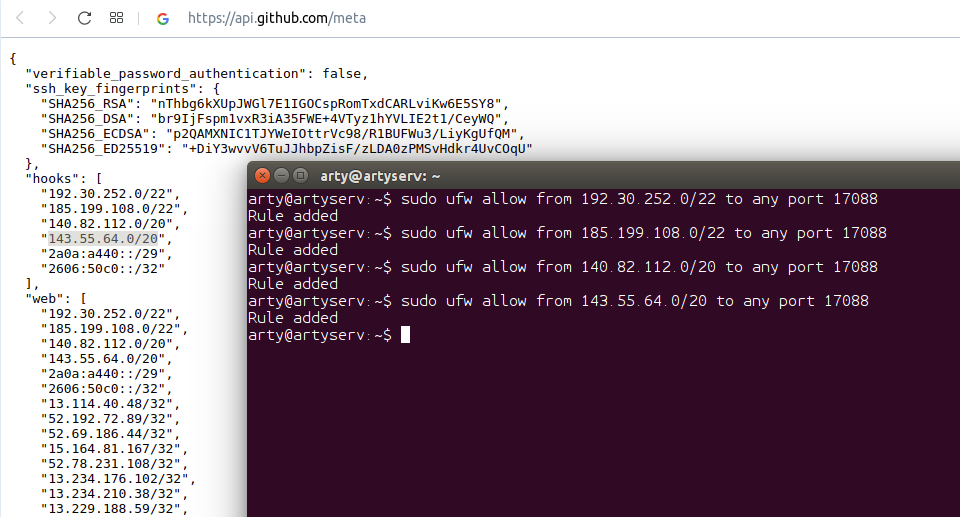 https://api.github.com/meta
{
"verifiable_password_authentication": false,
"ssh_key_fingerprints": {
"SHA256_RSA": "nThbg6kXUpJWGl7E1IGOCspRomTxdCARLviKw6E5SY8",
"SHA256_DSA": "br9IjFspm1vxR3iA35FWE+4VTyz1hYVLIE2t1/CeyWQ",
"SHA256_ECDSA": "p2QAMXNIC1TJYWeIOttrVc98/R1BUFWu3/LiyKgUfQM",
"SHA256_ED25519": "+DiY3wvvV6TuJJhbpZisF/zLDA0zPMSvHdkr4UvCOqU"
},
"hooks": [
"192.30.252.0/22",
"185.199.108.0/22",
"140.82.112.0/20",
"143.55.64.0/20",
"2a0a:a440::/29",
"2606:50c0::/32"
],
"web": [
"192.30.252.0/22",
"185.199.108.0/22",
"140.82.112.0/20",
"143.55.64.0/20",
"2a0a:a440::/29",
"2606:50c0::/32",
"13.114.40.48/32",
"52.192.72.89/32",
"52.69.186.44/32",
"15.164.81.167/32",
"52.78.231.108/32",
"13.234.176.102/32",
"13.234.210.38/32",
"13.229.188.59/32",
arty@artyserv: ~
arty@artyserv:~$ sudo ufw allow from 192.30.252.0/22 to any port 17088
Rule added
arty@artyserv:~$ sudo ufw allow from 185.199.108.0/22 to any port 17088
Rule added
arty@artyserv:~$ sudo ufw allow from 140.82.112.0/20 to any port 17088
Rule added
arty@artyserv:~$ sudo ufw allow from 143.55.64.0/20 to any port 17088
Rule added
arty@artyserv:~$